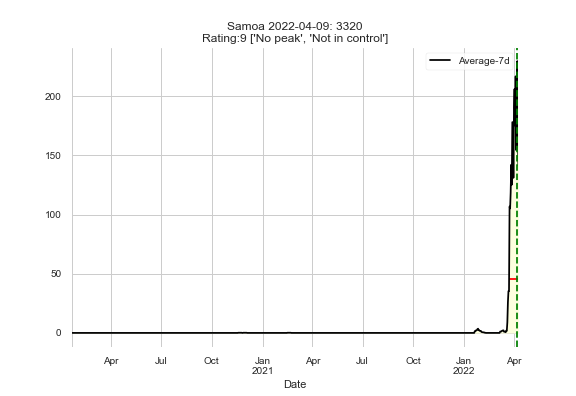 Samoa 2022-04-09: 3320
Rating:9 ['No peak', 'Not in control']
Average-7d
200
150
100
50
0
Apr Jul Oct Jan Apr Jul Oct Jan Apr
2021 2022
Date